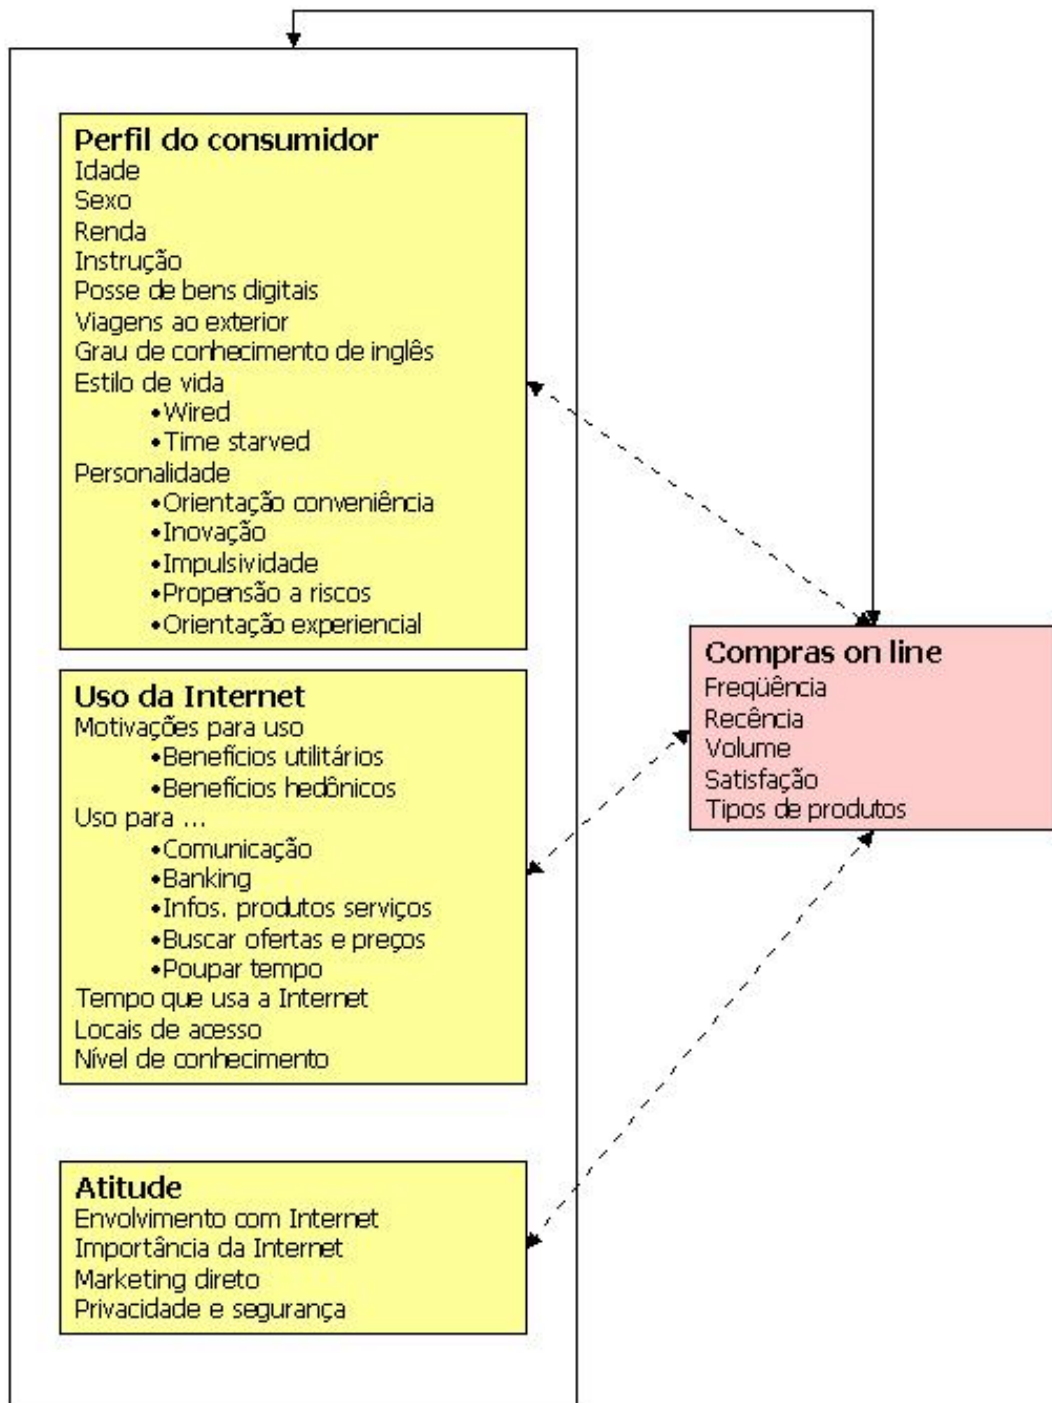 Perfil do consumidor
Idade
Sexo
Renda
Instrução
Posse de bens digitais
Viagens ao exterior
Grau de conhecimento de inglês
Estilo de vida
•Wired
•Time starved
Personalidade
•Orientação conveniência
•Inovação
•Impulsividade
•Propensão a riscos
•Orientação experiencial
Uso da Internet
Motivações para uso
•Benefícios utilitários
•Benefícios hedônicos
Uso para ...
•Comunicação
•Banking
•Infos. produtos serviços
•Buscar ofertas e preços
•Poupar tempo
Tempo que usa a Internet
Locais de acesso
Nível de conhecimento
Atitude
Envolvimento com Internet
Importância da Internet
Marketing direto
Privacidade e segurança
Compras on line
Freqüência
Recência
Volume
Satisfação
Tipos de produtos